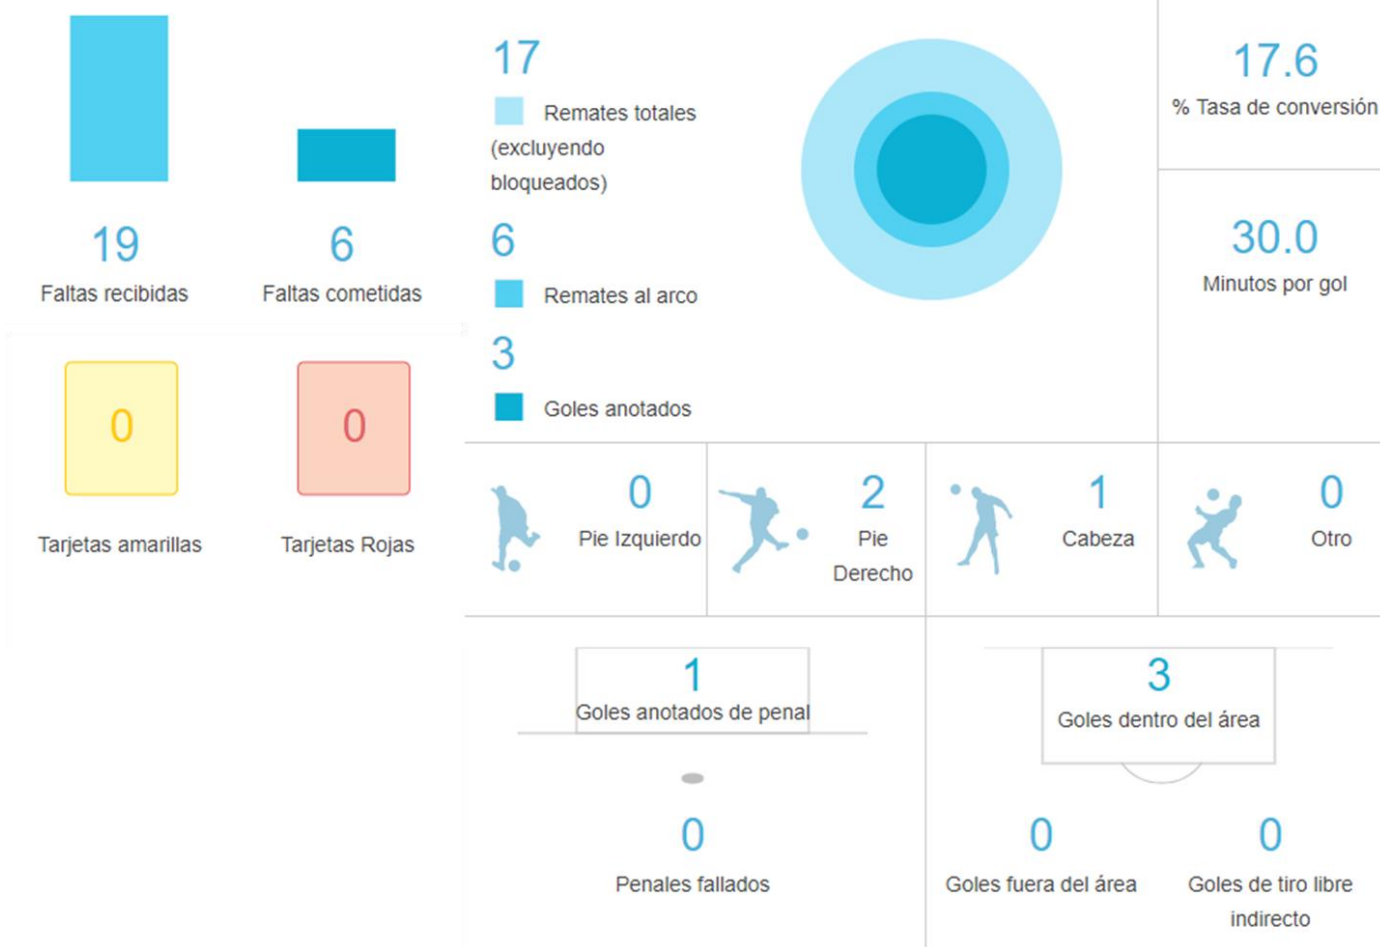 19
Faltas recibidas
6
Faltas cometidas
0
Tarjetas amarillas
0
Tarjetas Rojas
17
Remates totales
(excluyendo
bloqueados)
6
Remates al arco
3
Goles anotados
17.6
% Tasa de conversión
30.0
Minutos por gol
0
Pie Izquierdo
2
Pie
Derecho
1
Cabeza
0
Otro
1
Goles anotados de penal
0
Penales fallados
3
Goles dentro del área
0
Goles fuera del área
0
Goles de tiro libre
indirecto